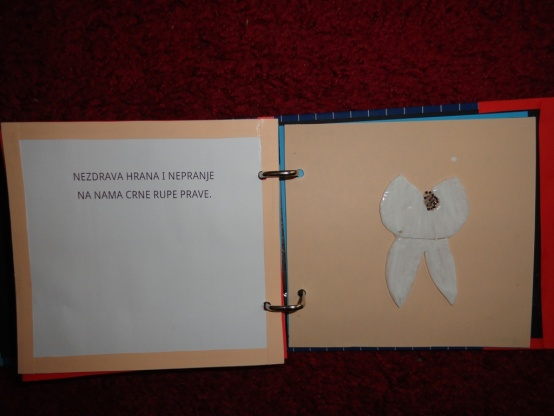 NEZDRAVA HRANA I NEPRANJE
NA NAMA CRNE RUPE PRAVE.